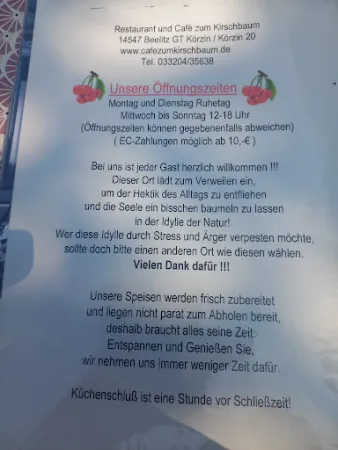 Restaurant und Cafè zum Kirschbaum
14547 Beelitz GT Körzin / Körzin 20
www.cafezumkirschbaum.de
Tel. 033204/35638
Unsere Öffnungszeiten
Montag und Dienstag Ruhetag
Mittwoch bis Sonntag 12-18 Uhr
(Öffnungszeiten können gegebenenfalls abweichen)
( EC-Zahlungen möglich ab 10,-€ )
Bei uns ist jeder Gast herzlich willkommen !!!
Dieser Ort lädt zum Verweilen ein,
um der Hektik des Alltags zu entfliehen
und die Seele ein bisschen baumeln zu lassen
in der Idylle der Natur!
Wer diese Idylle durch Stress und Ärger verpesten möchte,
sollte doch bitte einen anderen Ort wie diesen wählen.
Vielen Dank dafür !!!
Unsere Speisen werden frisch zubereitet
und liegen nicht parat zum Abholen bereit,
deshalb braucht alles seine Zeit.
Entspannen und Genießen Sie,
wir nehmen uns immer weniger Zeit dafür.
Küchenschluß ist eine Stunde vor Schließzeit!